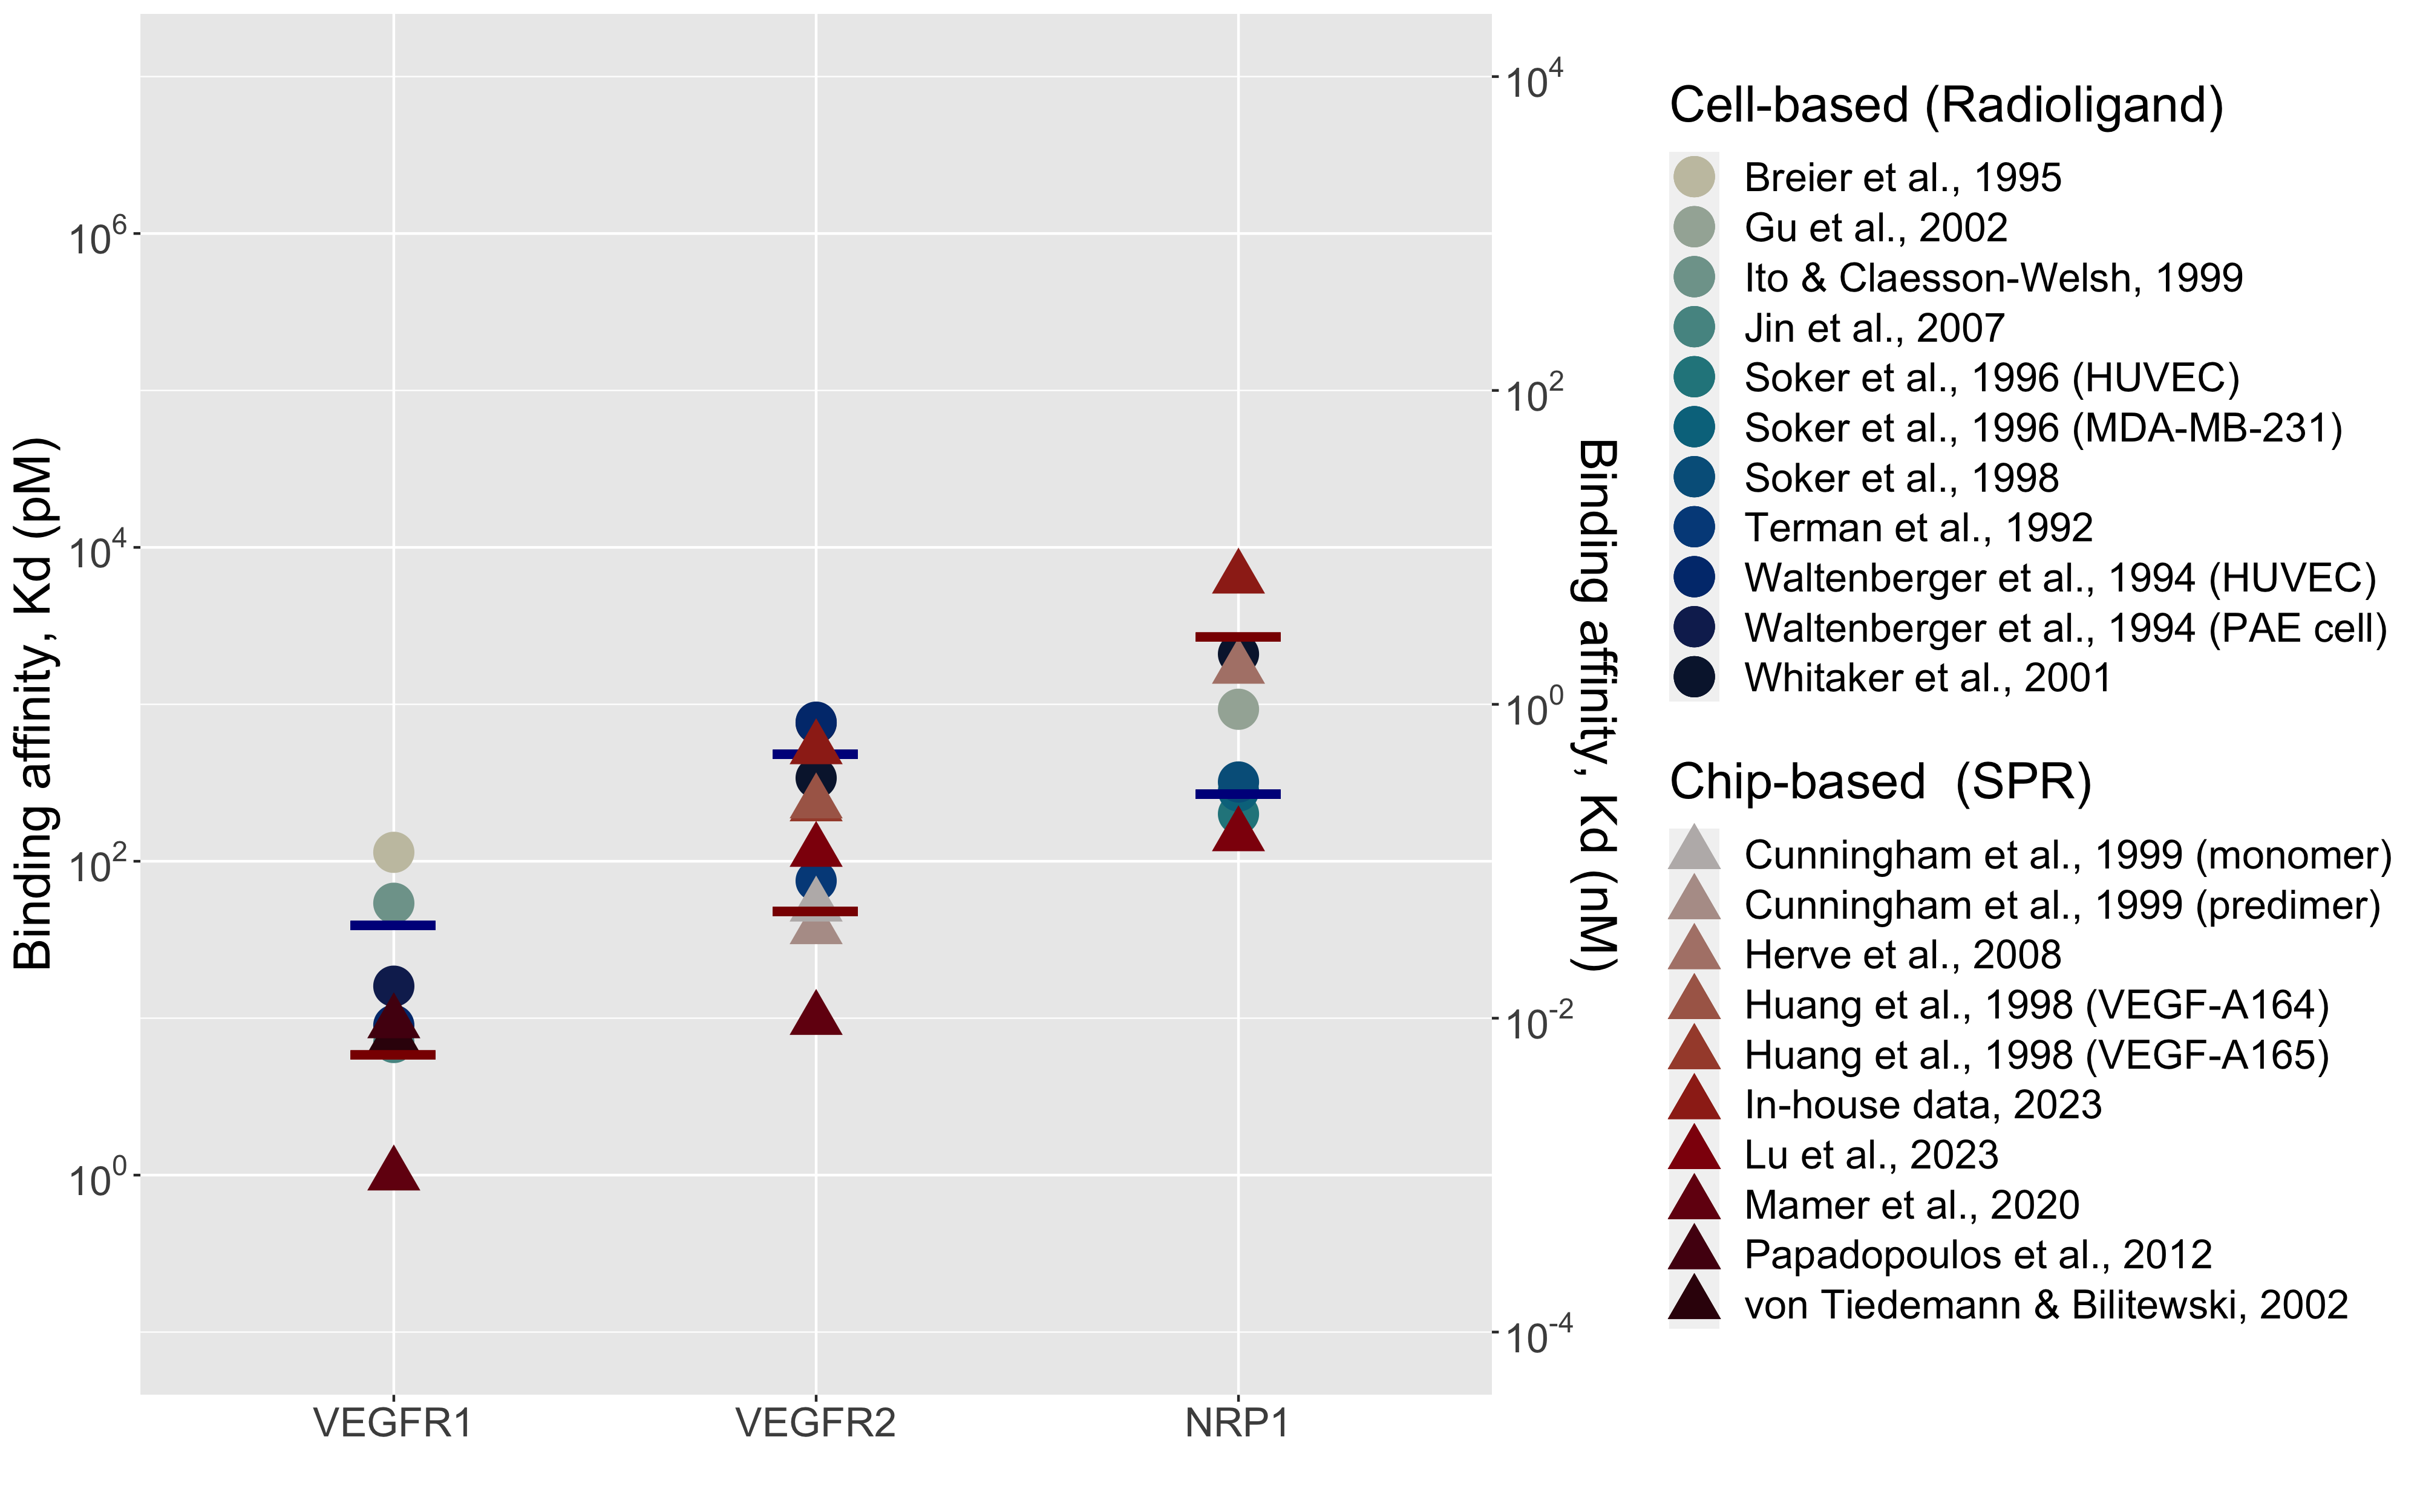 Binding affinity, Kd (pM)
10^6
10^4
10^2
10^0
VEGFR1
VEGFR2
NRP1
10^4
10^2
10^0
10^-2
10^-4
Binding affinity, Kd (nM)
Cell-based (Radioligand)
Breier et al., 1995
Gu et al., 2002
Ito & Claesson-Welsh, 1999
Jin et al., 2007
Soker et al., 1996 (HUVEC)
Soker et al., 1996 (MDA-MB-231)
Soker et al., 1998
Terman et al., 1992
Waltenberger et al., 1994 (HUVEC)
Waltenberger et al., 1994 (PAE cell)
Whitaker et al., 2001
Chip-based (SPR)
Cunningham et al., 1999 (monomer)
Cunningham et al., 1999 (predimer)
Herve et al., 2008
Huang et al., 1998 (VEGF-A164)
Huang et al., 1998 (VEGF-A165)
In-house data, 2023
Lu et al., 2023
Mamer et al., 2020
Papadopoulos et al., 2012
von Tiedemann & Bilitewski, 2002